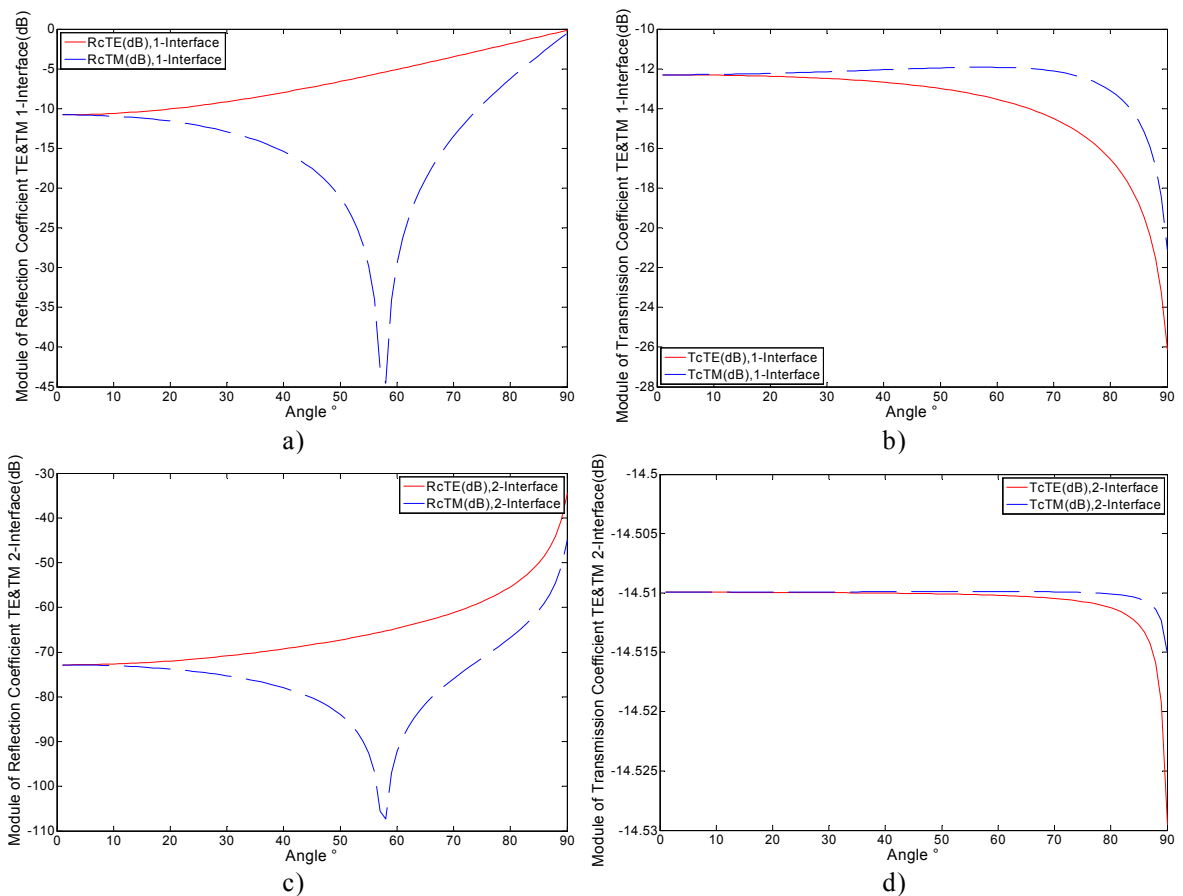 Module of Reflection Coefficient TE&TM 1-Interface(dB)
0
-5
-10
-15
-20
-25
-30
-35
-40
-45
RcTE(dB),1-Interface
RcTM(dB),1-Interface
0 10 20 30 40 50 60 70 80 90
Angle °
a)
Module of Transmission Coefficient TE&TM 1-Interface(dB)
-10
-12
-14
-16
-18
-20
-22
-24
-26
-28
TcTE(dB),1-Interface
TcTM(dB),1-Interface
0 10 20 30 40 50 60 70 80 90
Angle °
b)
Module of Reflection Coefficient TE&TM 2-Interface(dB)
-30
-40
-50
-60
-70
-80
-90
-100
-110
RcTE(dB),2-Interface
RcTM(dB),2-Interface
0 10 20 30 40 50 60 70 80 90
Angle °
c)
Module of Transmission Coefficient TE&TM 2-Interface(dB)
-14.5
-14.505
-14.51
-14.515
-14.52
-14.525
-14.53
TcTE(dB),2-Interface
TcTM(dB),2-Interface
0 10 20 30 40 50 60 70 80 90
Angle °
d)